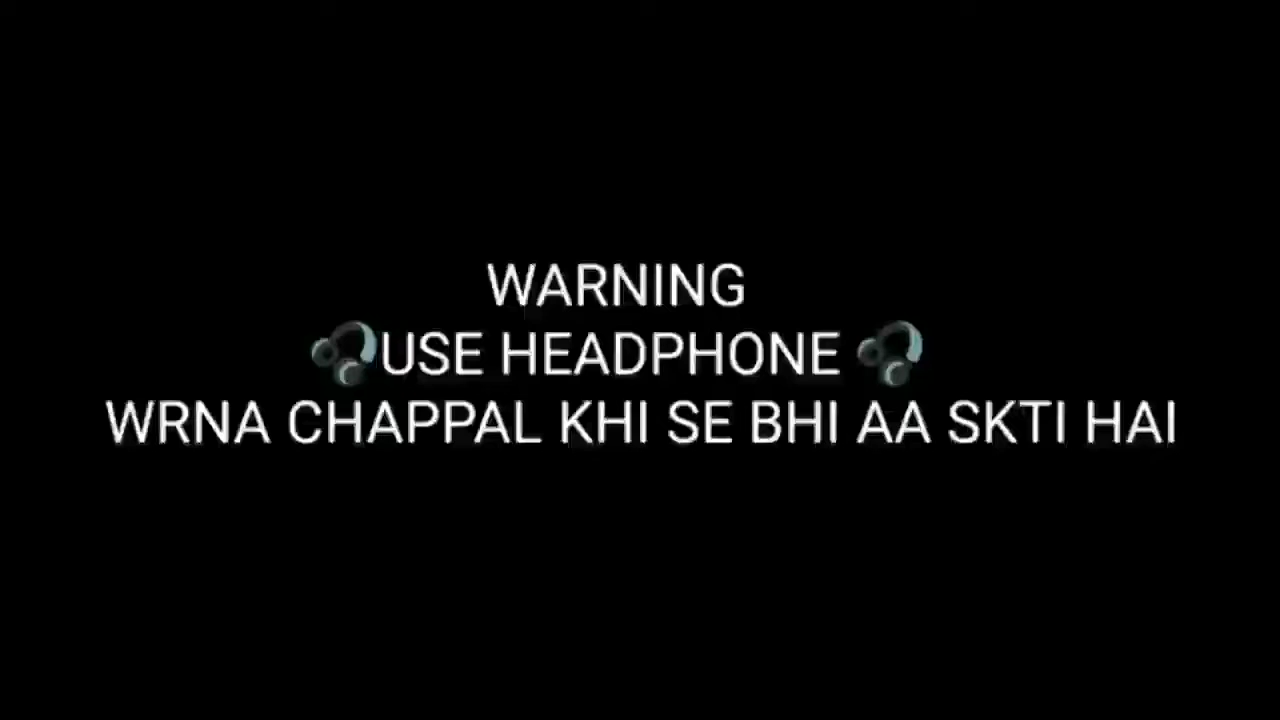 WARNING
🎧USE HEADPHONE 🎧
WRNA CHAPPAL KHI SE BHI AA SKTI HAI